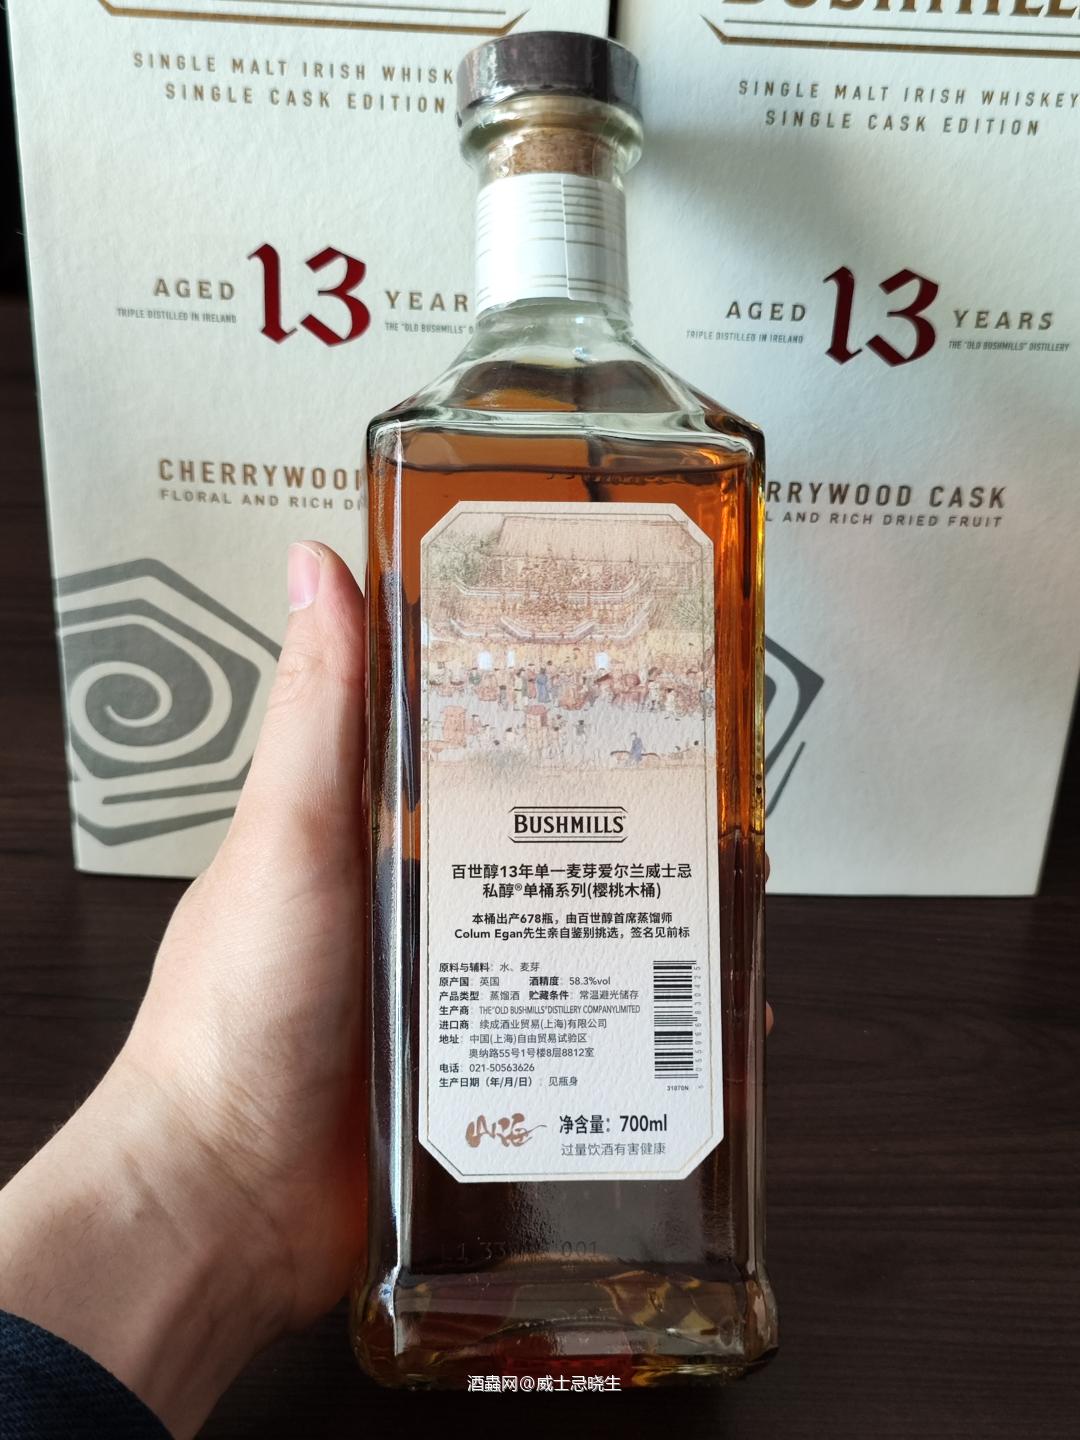 SINGLE MALT IRISH WHISK
SINGLE CASK EDITION
AGED 13 YEAR
TRIPLE DISTILLED IN IRELAND
THE "OLD BUSHMILLS"
CHERRYWOO
FLORAL AND RICH
BUSHMILLS
SINGLE MALT IRISH WHISKEY
SINGLE CASK EDITION
AGED 13 YEARS
TRIPLE DISTILLED IN IRELAND
THE "OLD BUSHMILLS" DISTILLERY
RRYWOOD CASK
L AND RICH DRIED FRUIT
BUSHMILLS
百世醇13年单一麦芽爱尔兰威士忌
私醇®单桶系列(樱桃木桶)
本桶出产678瓶，由百世醇首席蒸馏师
Colum Egan先生亲自鉴别挑选，签名见前标
原料与辅料：水、麦芽
原产国：英国 酒精度：58.3%vol
产品类型：蒸馏酒 贮藏条件：常温避光储存
生产商：THE"OLD BUSHMILLS"DISTILLERY COMPANYLIMITED
进口商：续成酒业贸易(上海)有限公司
地址：中国(上海)自由贸易试验区
奥纳路55号1号楼8层8812室
电话：021-50563626
生产日期（年/月/日）：见瓶身
31070N
山海
净含量：700ml
过量饮酒有害健康
酒蟲网@威士忌晓生